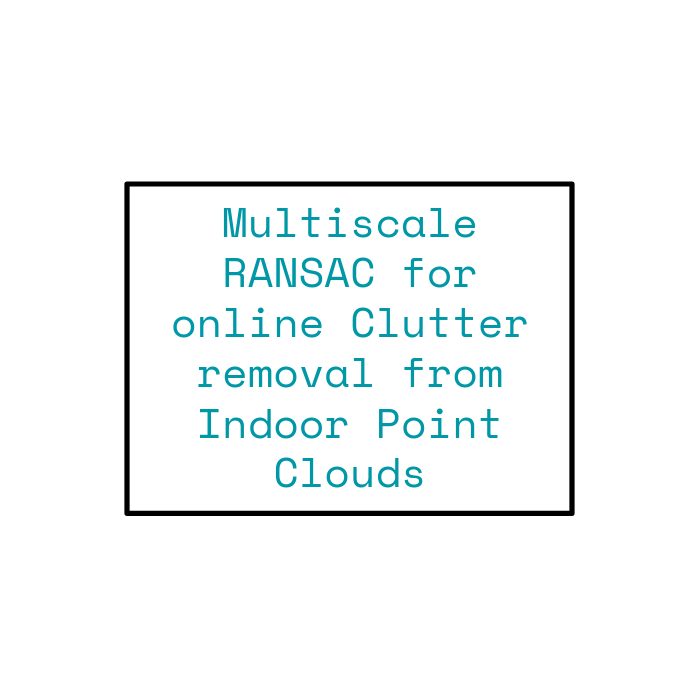 Multiscale
RANSAC for
online Clutter
removal from
Indoor Point
Clouds